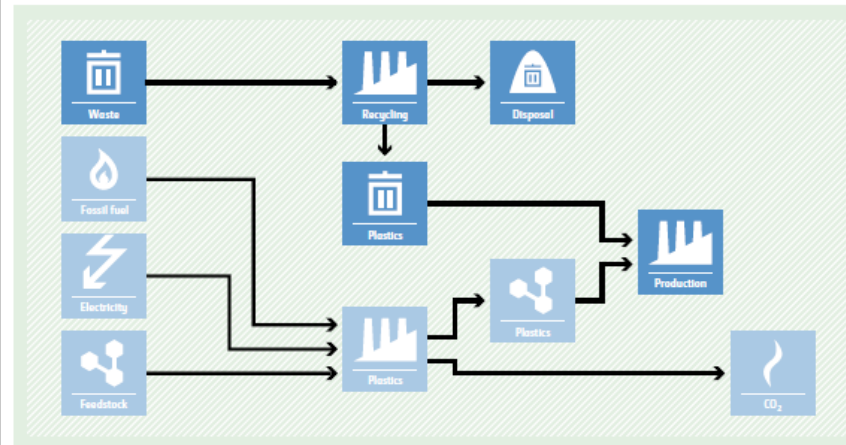 Waste
Recycling
Disposal
Fossil fuel
Plastics
Electricity
Production
Plastics
Feedstock
Plastics
CO₂